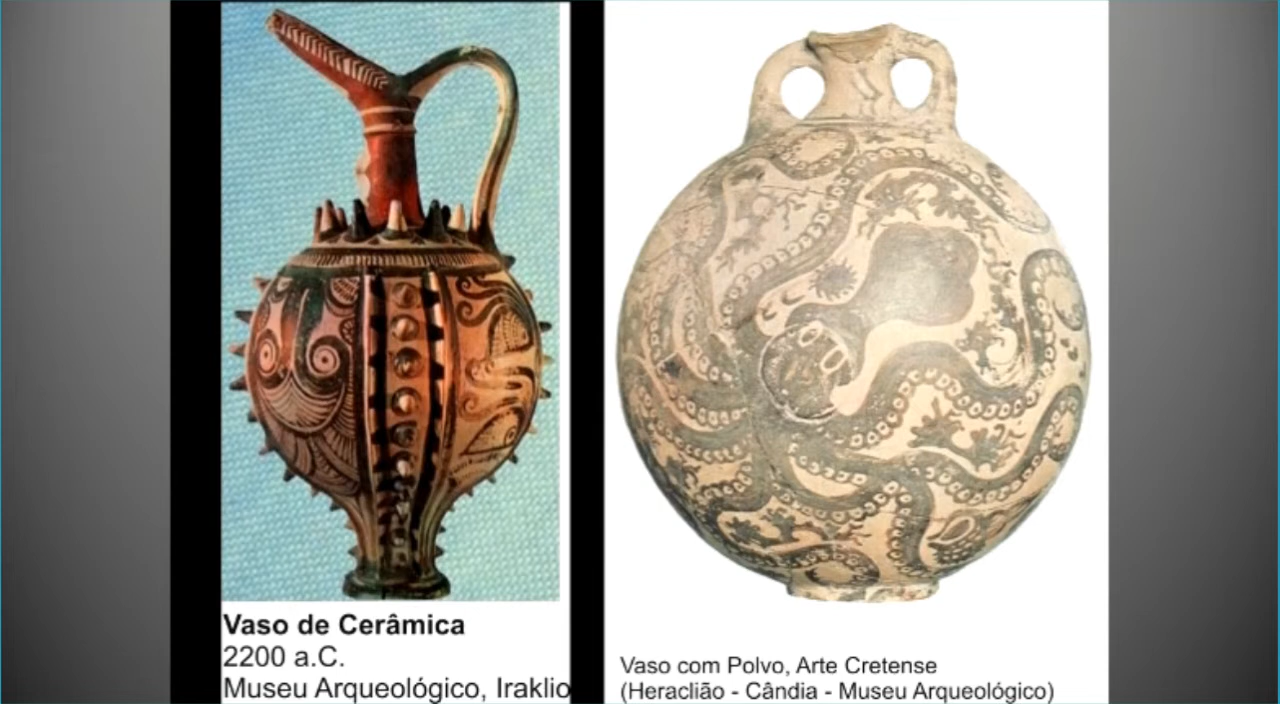 Vaso de Cerâmica
2200 a.C.
Museu Arqueológico, Iraklio
Vaso com Polvo, Arte Cretense
(Heraclião - Cândia - Museu Arqueológico)